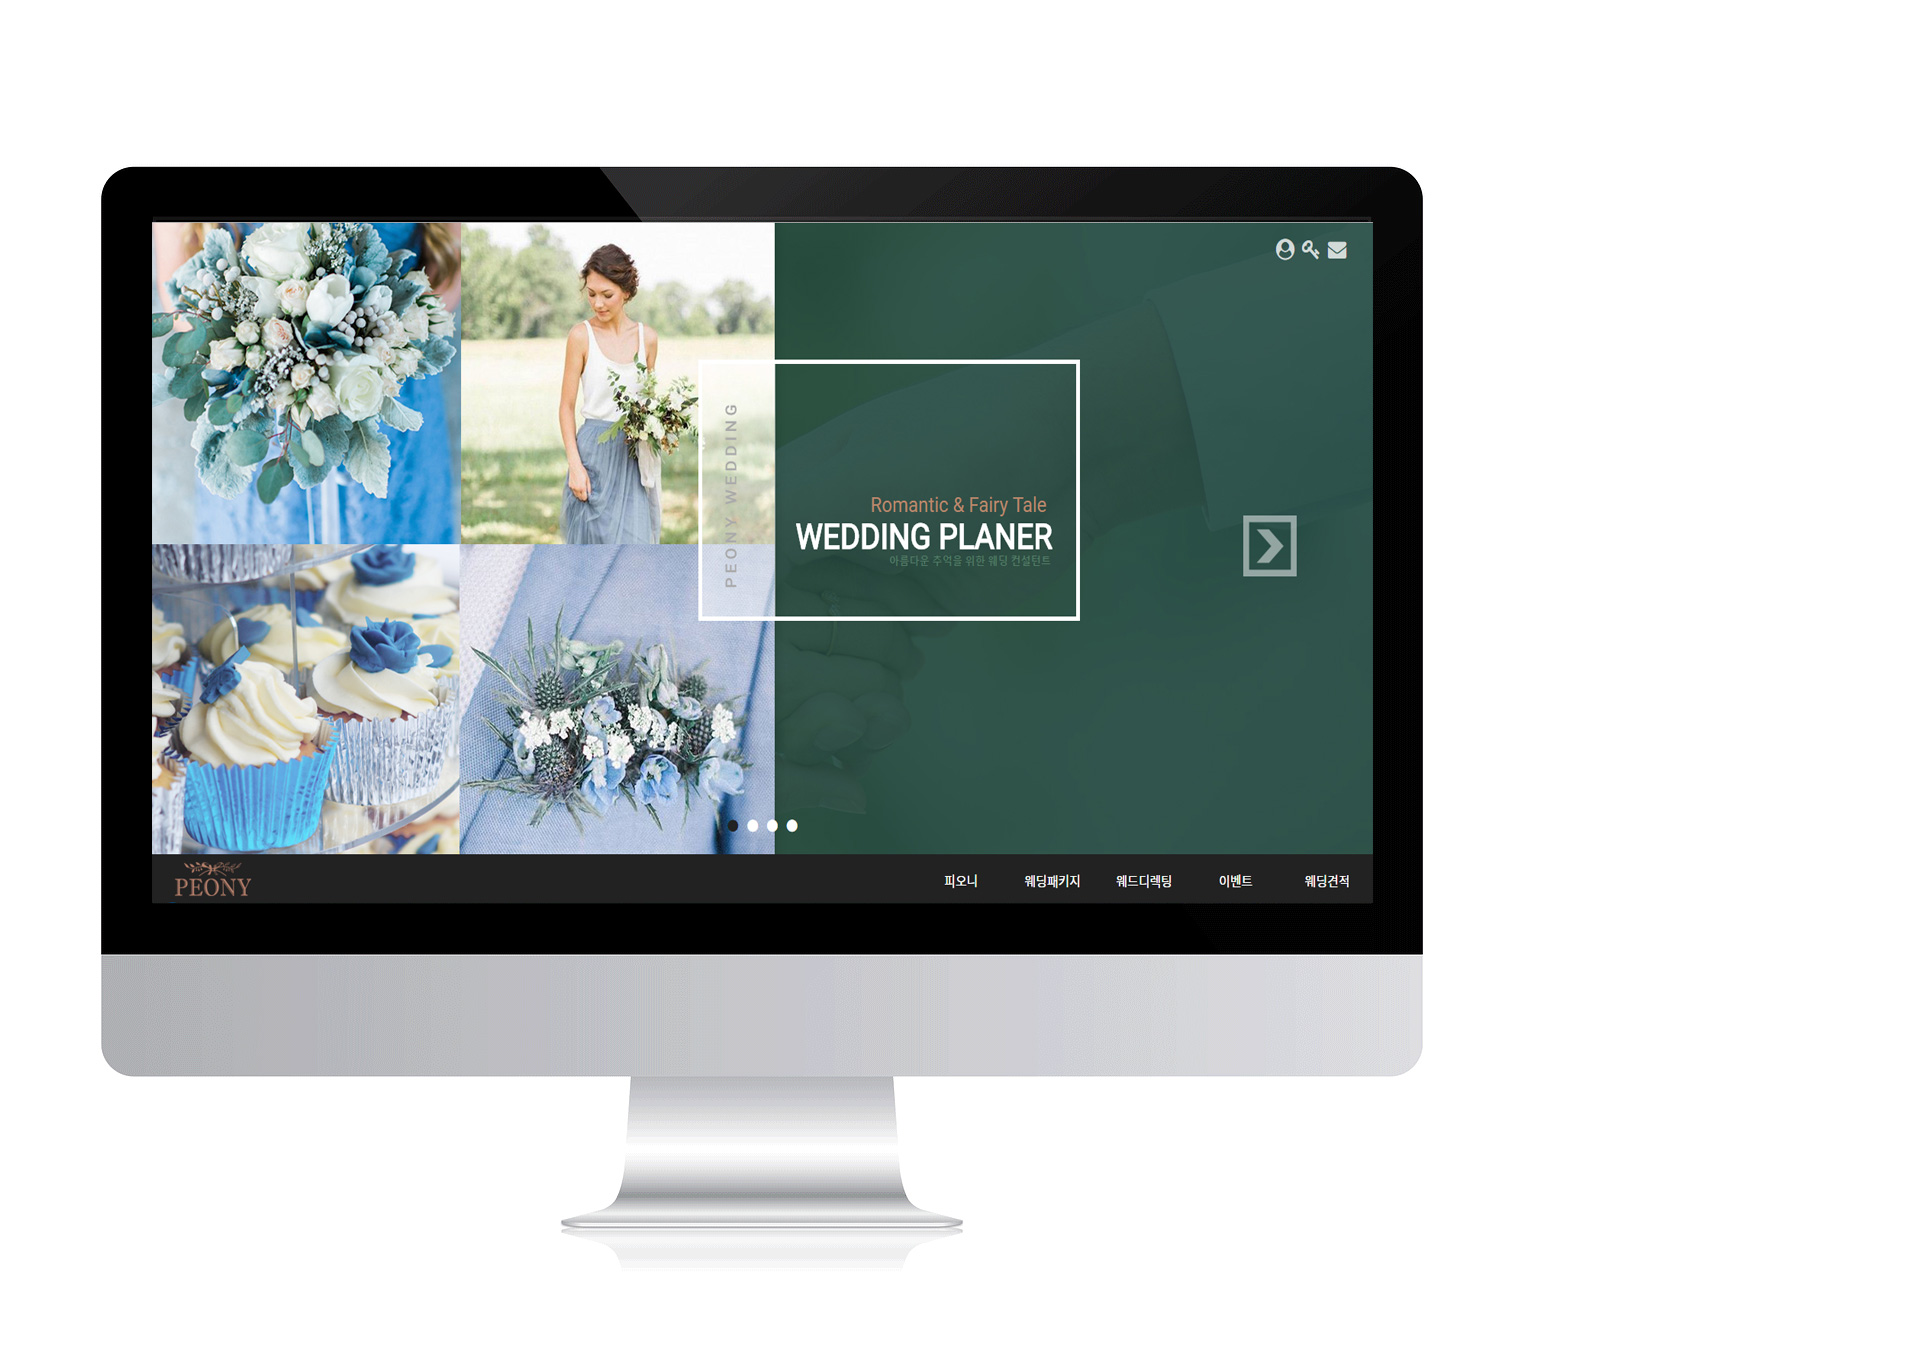 PEONY WEDDING
Romantic & Fairy Tale
WEDDING PLANER
아름다운 추억을 위한 웨딩 컨설턴트
PEONY
피오니 웨딩패키지 웨드디렉팅 이벤트 웨딩견적